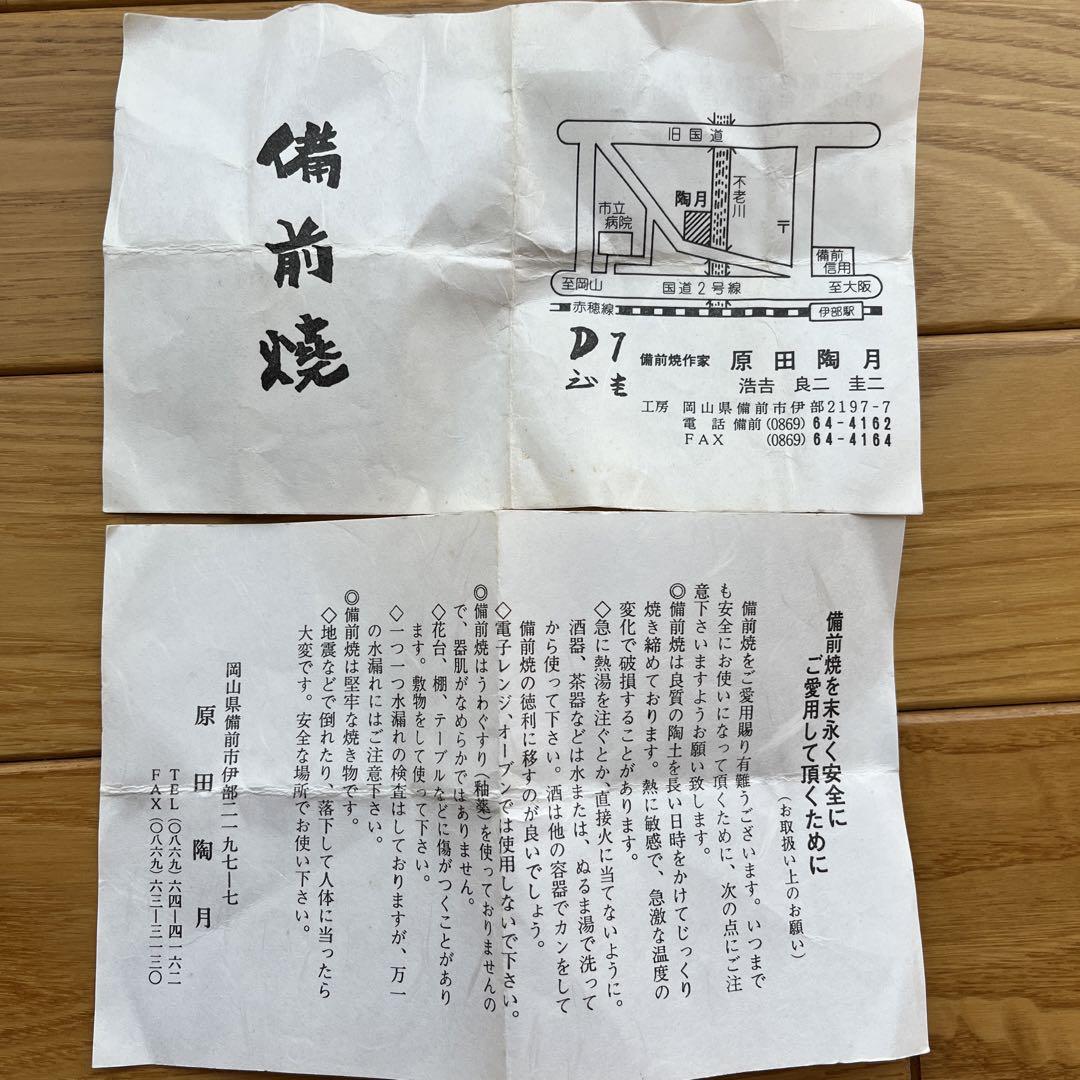 備前焼
旧国道
不老川
陶月
市立
病院
〒
備前
信用
至岡山
国道2号線
至大阪
赤穂線
伊部駅
D7
備前焼作家 原田陶月
浩吉 良二 圭二
工房 岡山県備前市伊部2197-7
電話 備前(0869)64-4162
FAX (0869)64-4164
備前焼を末永く安全に
ご愛用して頂くために
(お取扱い上のお願い)
備前焼をご愛用賜り有難うございます。いつまで
も安全にお使いになって頂くために、次の点にご注
意下さいますようお願い致します。
◎備前焼は良質の陶土を長い日時をかけてじっくり
焼き締めております。熱に敏感で、急激な温度の
変化で破損することがあります。
◇急に熱湯を注ぐとか、直接火に当てないように。
酒器、茶器などは水または、ぬるま湯で洗って
から使って下さい。酒は他の容器でカンをして
備前焼の徳利に移すのが良いでしょう。
◇電子レンジ、オーブンでは使用しないで下さい。
◎備前焼はうわぐすり(釉薬)を使っておりませんの
で、器肌がなめらかではありません。
◇花台、棚、テーブルなどに傷がつくことがあり
ます。敷物をして使って下さい。
◇一つ一つ水漏れの検査はしておりますが、万一
の水漏れにはご注意下さい。
◎備前焼は堅牢な焼き物です。
◇地震などで倒れたり、落下して人体に当ったら
大変です。安全な場所でお使い下さい。
岡山県備前市伊部二一九七―七
原田陶月
TEL(〇八六九)六四―四一六二
FAX(〇八六九)六三―三一三〇